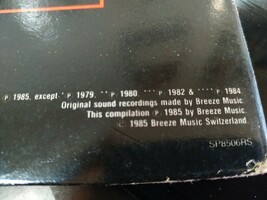 ℗ 1985, except * ℗ 1979, ** ℗ 1980, *** ℗ 1982 & **** ℗ 1984.
Original sound recordings made by Breeze Music.
This compilation ℗ 1985 by Breeze Music.
© 1985 Breeze Music Switzerland.
SP8506RS